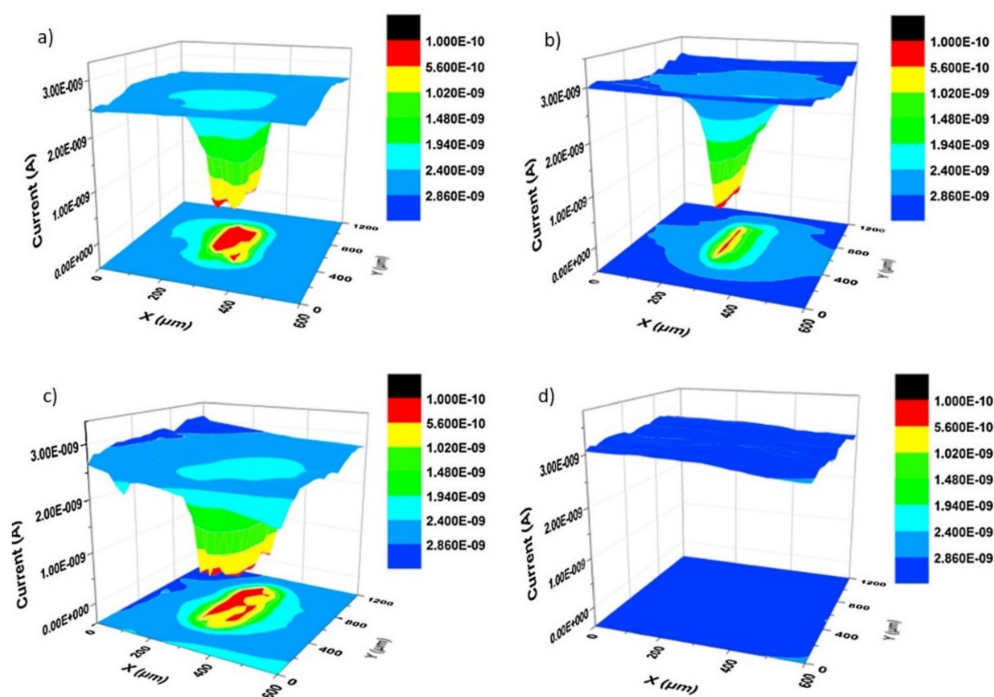 a)
1.000E-10
5.600E-10
1.020E-09
1.480E-09
1.940E-09
2.400E-09
2.860E-09
Current (A)
3.00E-009
2.00E-009
1.00E-009
0.00E+000
0
200
400
600
X (µm)
0
400
800
1200
Y (µm)
b)
1.000E-10
5.600E-10
1.020E-09
1.480E-09
1.940E-09
2.400E-09
2.860E-09
Current (A)
3.00E-009
2.00E-009
1.00E-009
0.00E+000
0
200
400
600
X (µm)
0
400
800
1200
Y (µm)
c)
1.000E-10
5.600E-10
1.020E-09
1.480E-09
1.940E-09
2.400E-09
2.860E-09
Current (A)
3.00E-009
2.00E-009
1.00E-009
0.00E+000
0
200
400
600
X (µm)
0
400
800
1200
Y (µm)
d)
1.000E-10
5.600E-10
1.020E-09
1.480E-09
1.940E-09
2.400E-09
2.860E-09
Current (A)
3.00E-009
2.00E-009
1.00E-009
0.00E+000
0
200
400
600
X (µm)
0
400
800
1200
Y (µm)